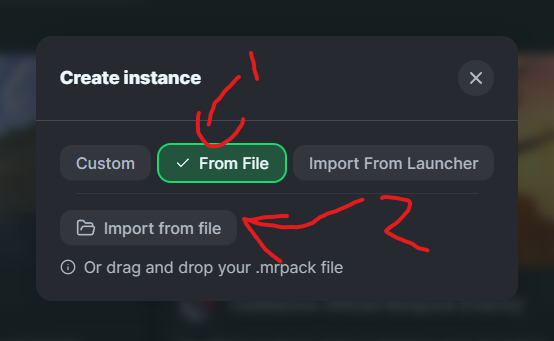 Create instance
1
Custom
From File
Import From Launcher
Import from file
2
Or drag and drop your .mrpack file